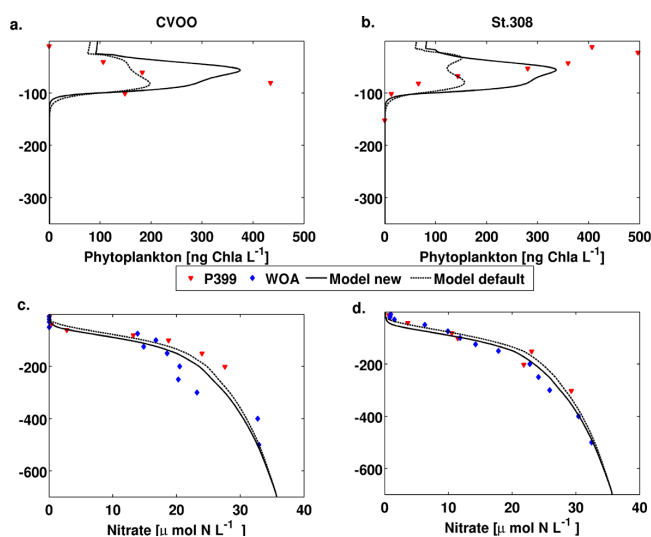 CVOO
St.308
a.
b.
-100
-200
-300
0 100 200 300 400 500
Phytoplankton [ng Chla L⁻¹]
-100
-200
-300
0 100 200 300 400 500
Phytoplankton [ng Chla L⁻¹]
P399 WOA Model new Model default
c.
d.
0
-200
-400
-600
0 10 20 30 40
Nitrate [μ mol N L⁻¹]
0
-200
-400
-600
0 10 20 30 40
Nitrate [μ mol N L⁻¹]